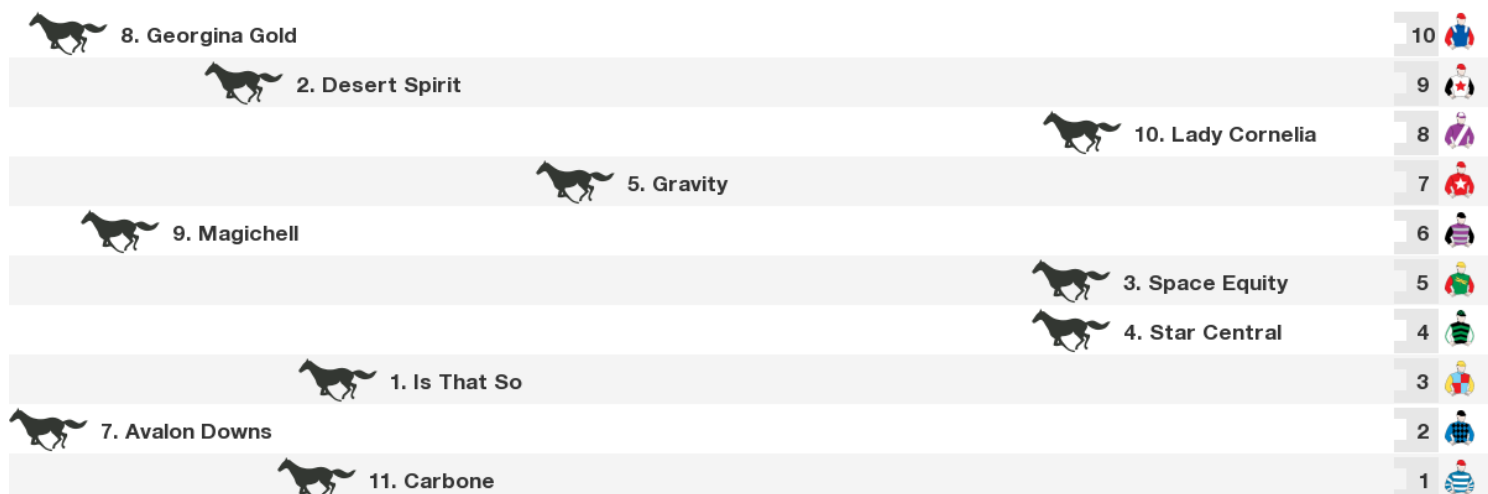 8. Georgina Gold 10
2. Desert Spirit 9
10. Lady Cornelia 8
5. Gravity 7
9. Magichell 6
3. Space Equity 5
4. Star Central 4
1. Is That So 3
7. Avalon Downs 2
11. Carbone 1